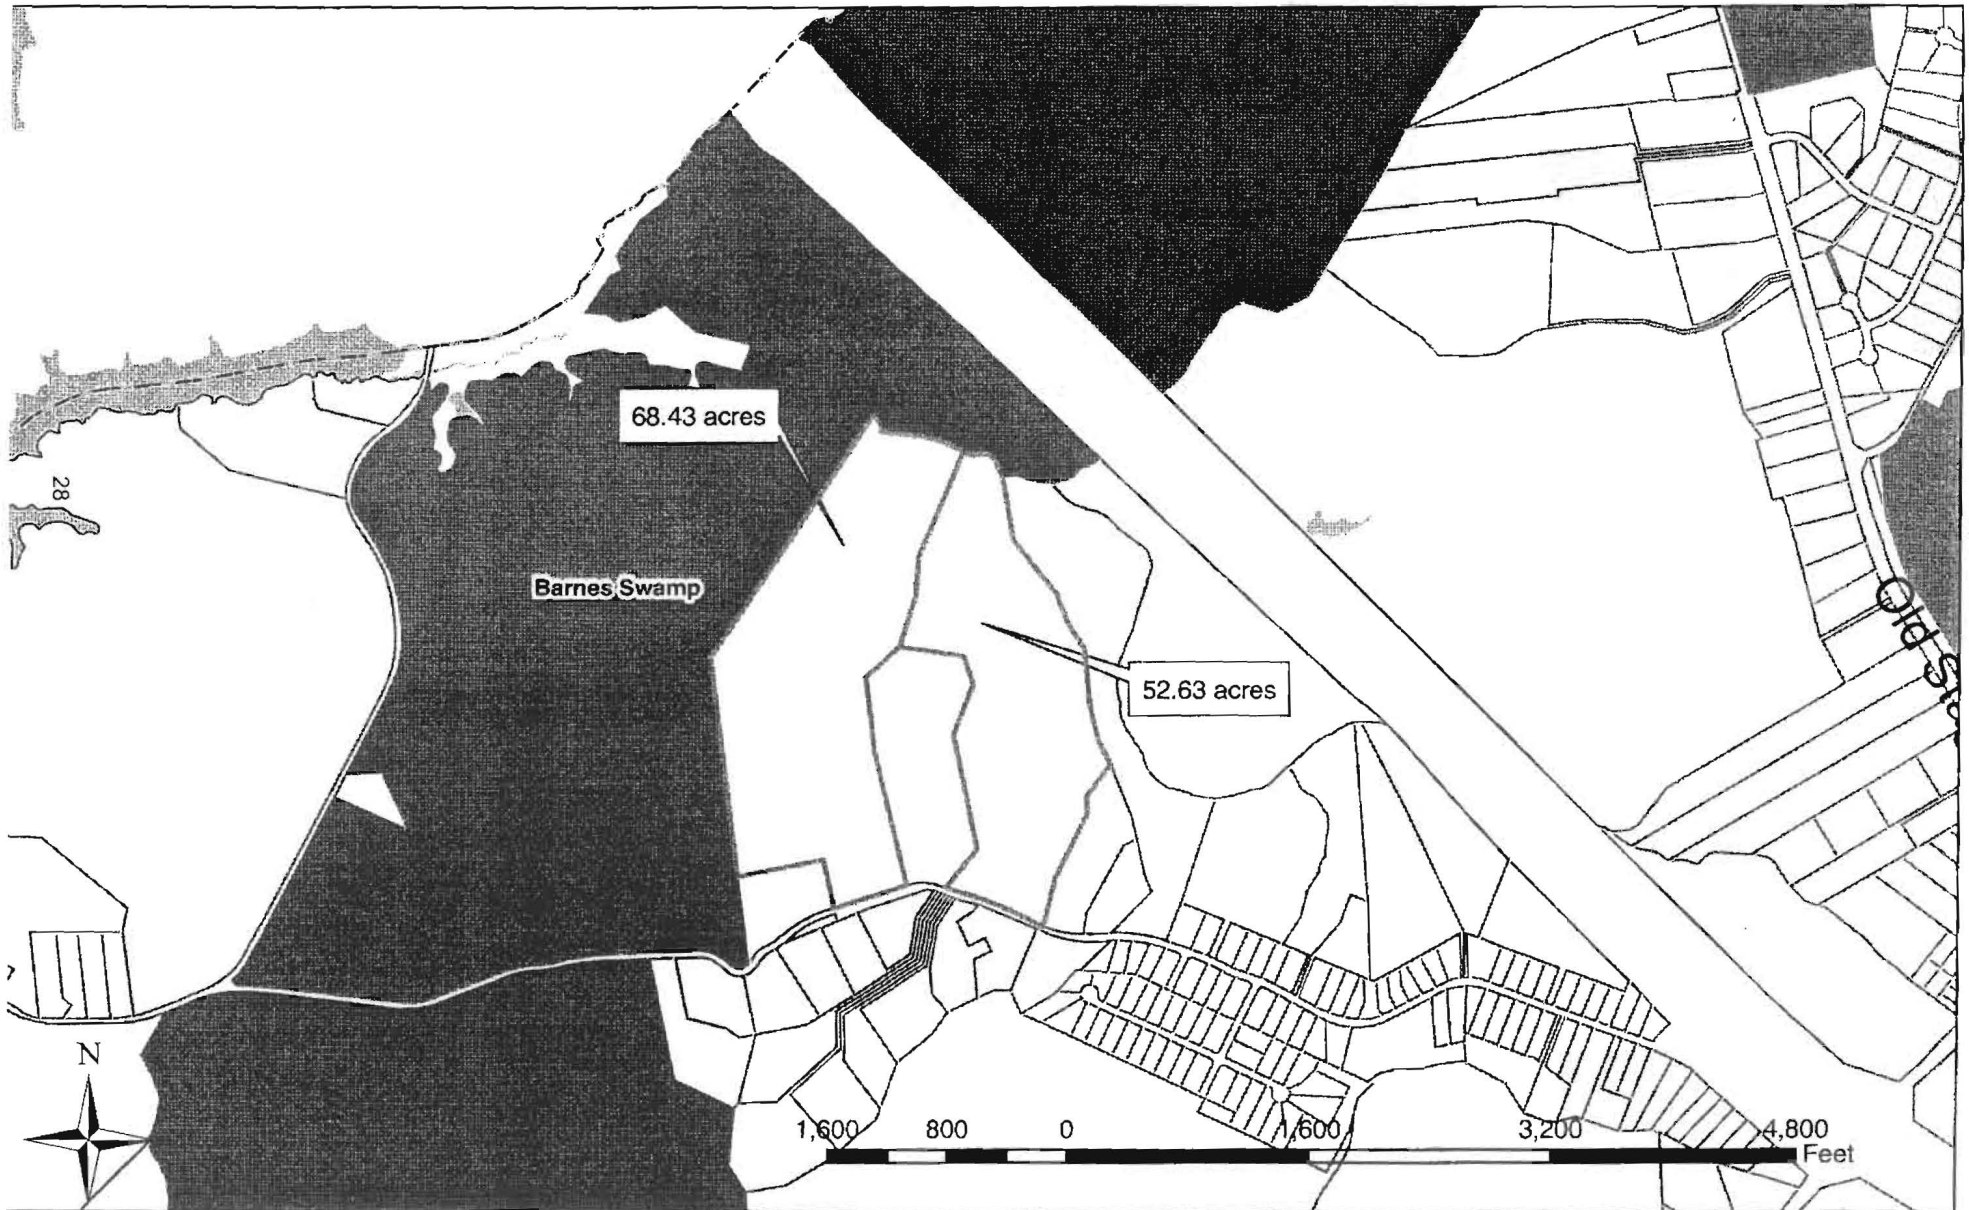 68.43 acres
28
Barnes Swamp
Old
52.63 acres
N
1,600 800 0 1,600 3,200 4,800
Feet